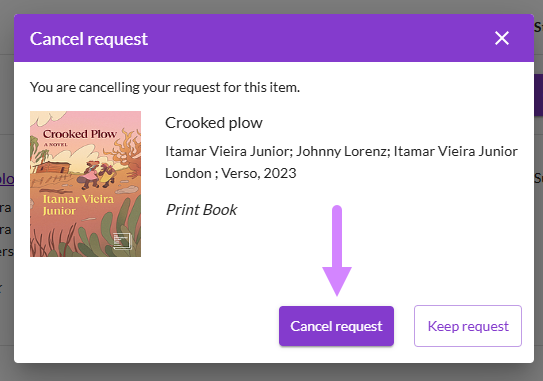 Cancel request
You are cancelling your request for this item.
Crooked Plow
A NOVEL
Itamar Vieira
Junior
Crooked plow
Itamar Vieira Junior; Johnny Lorenz; Itamar Vieira Junior
London ; Verso, 2023
Print Book
Cancel request
Keep request